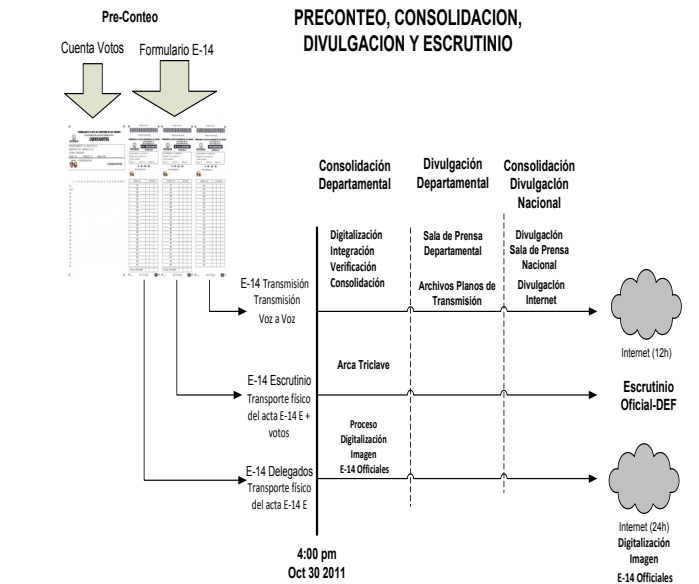 Pre-Conteo
PRECONTEO, CONSOLIDACION,
DIVULGACION Y ESCRUTINIO
Cuenta Votos
Formulario E-14
CUENTAVOTOS
Consolidación
Departamental
Divulgación
Departamental
Consolidación
Divulgaclón
Nacional
Digitalización
Integración
Verificación
Consolidación
Sala de Prensa
Departamental
Archivos Planos de
Transmisión
Divulgaclón
Sala de Prensa
Nacional
Divulgación
Internet
E-14 Transmisión
Transmisión
Voz a Voz
Internet (12h)
Arca Triclave
E-14 Escrutinio
Transporte físico
del acta E-14 E +
votos
Escrutinio
Oficial-DEF
Proceso
Digitalización
Imagen
E-14 Officiales
E-14 Delegados
Transporte físico
del acta E-14 E
Internet (24h)
Digitalización
Imagen
E-14 Officiales
4:00 pm
Oct 30 2011